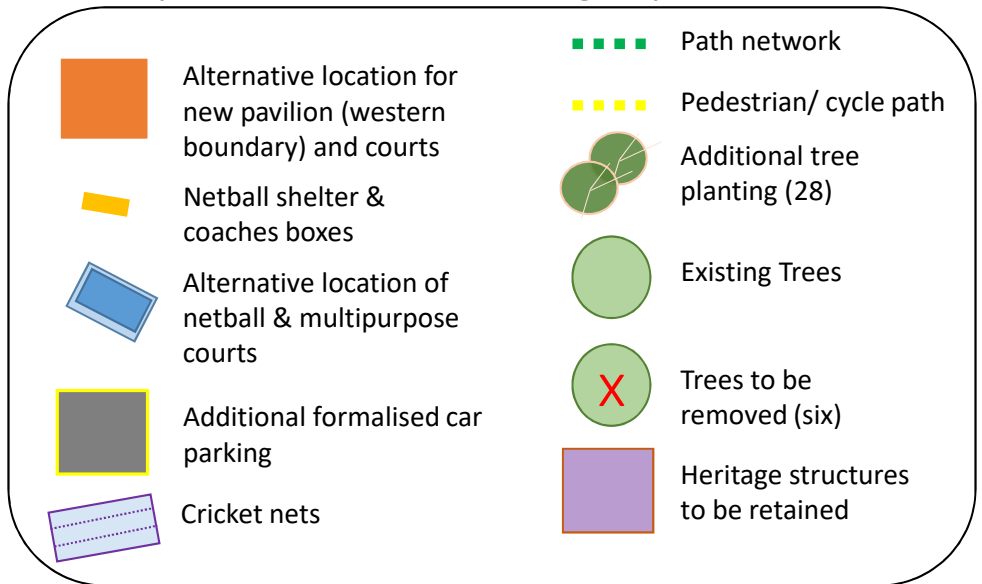 Alternative location for
new pavilion (western
boundary) and courts
Netball shelter &
coaches boxes
Alternative location of
netball & multipurpose
courts
Additional formalised car
parking
Cricket nets
Path network
Pedestrian/ cycle path
Additional tree
planting (28)
Existing Trees
X
Trees to be
removed (six)
Heritage structures
to be retained